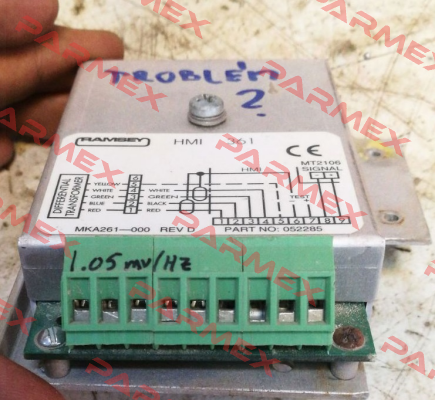 TROBLÉM
?
RAMSEY HMI 361 CE
MT2106
SIGNAL
HMI
DIFFERENTIAL
TRANSFORMER
YELLOW
WHITE
GREEN
BLUE
RED
WHITE
GREEN
BLACK
RED
TEST
1 2 3 4 5 6 7 8 9
MKA261-000 REV D PART NO: 052285
1.05 mv/Hz
PARMEX